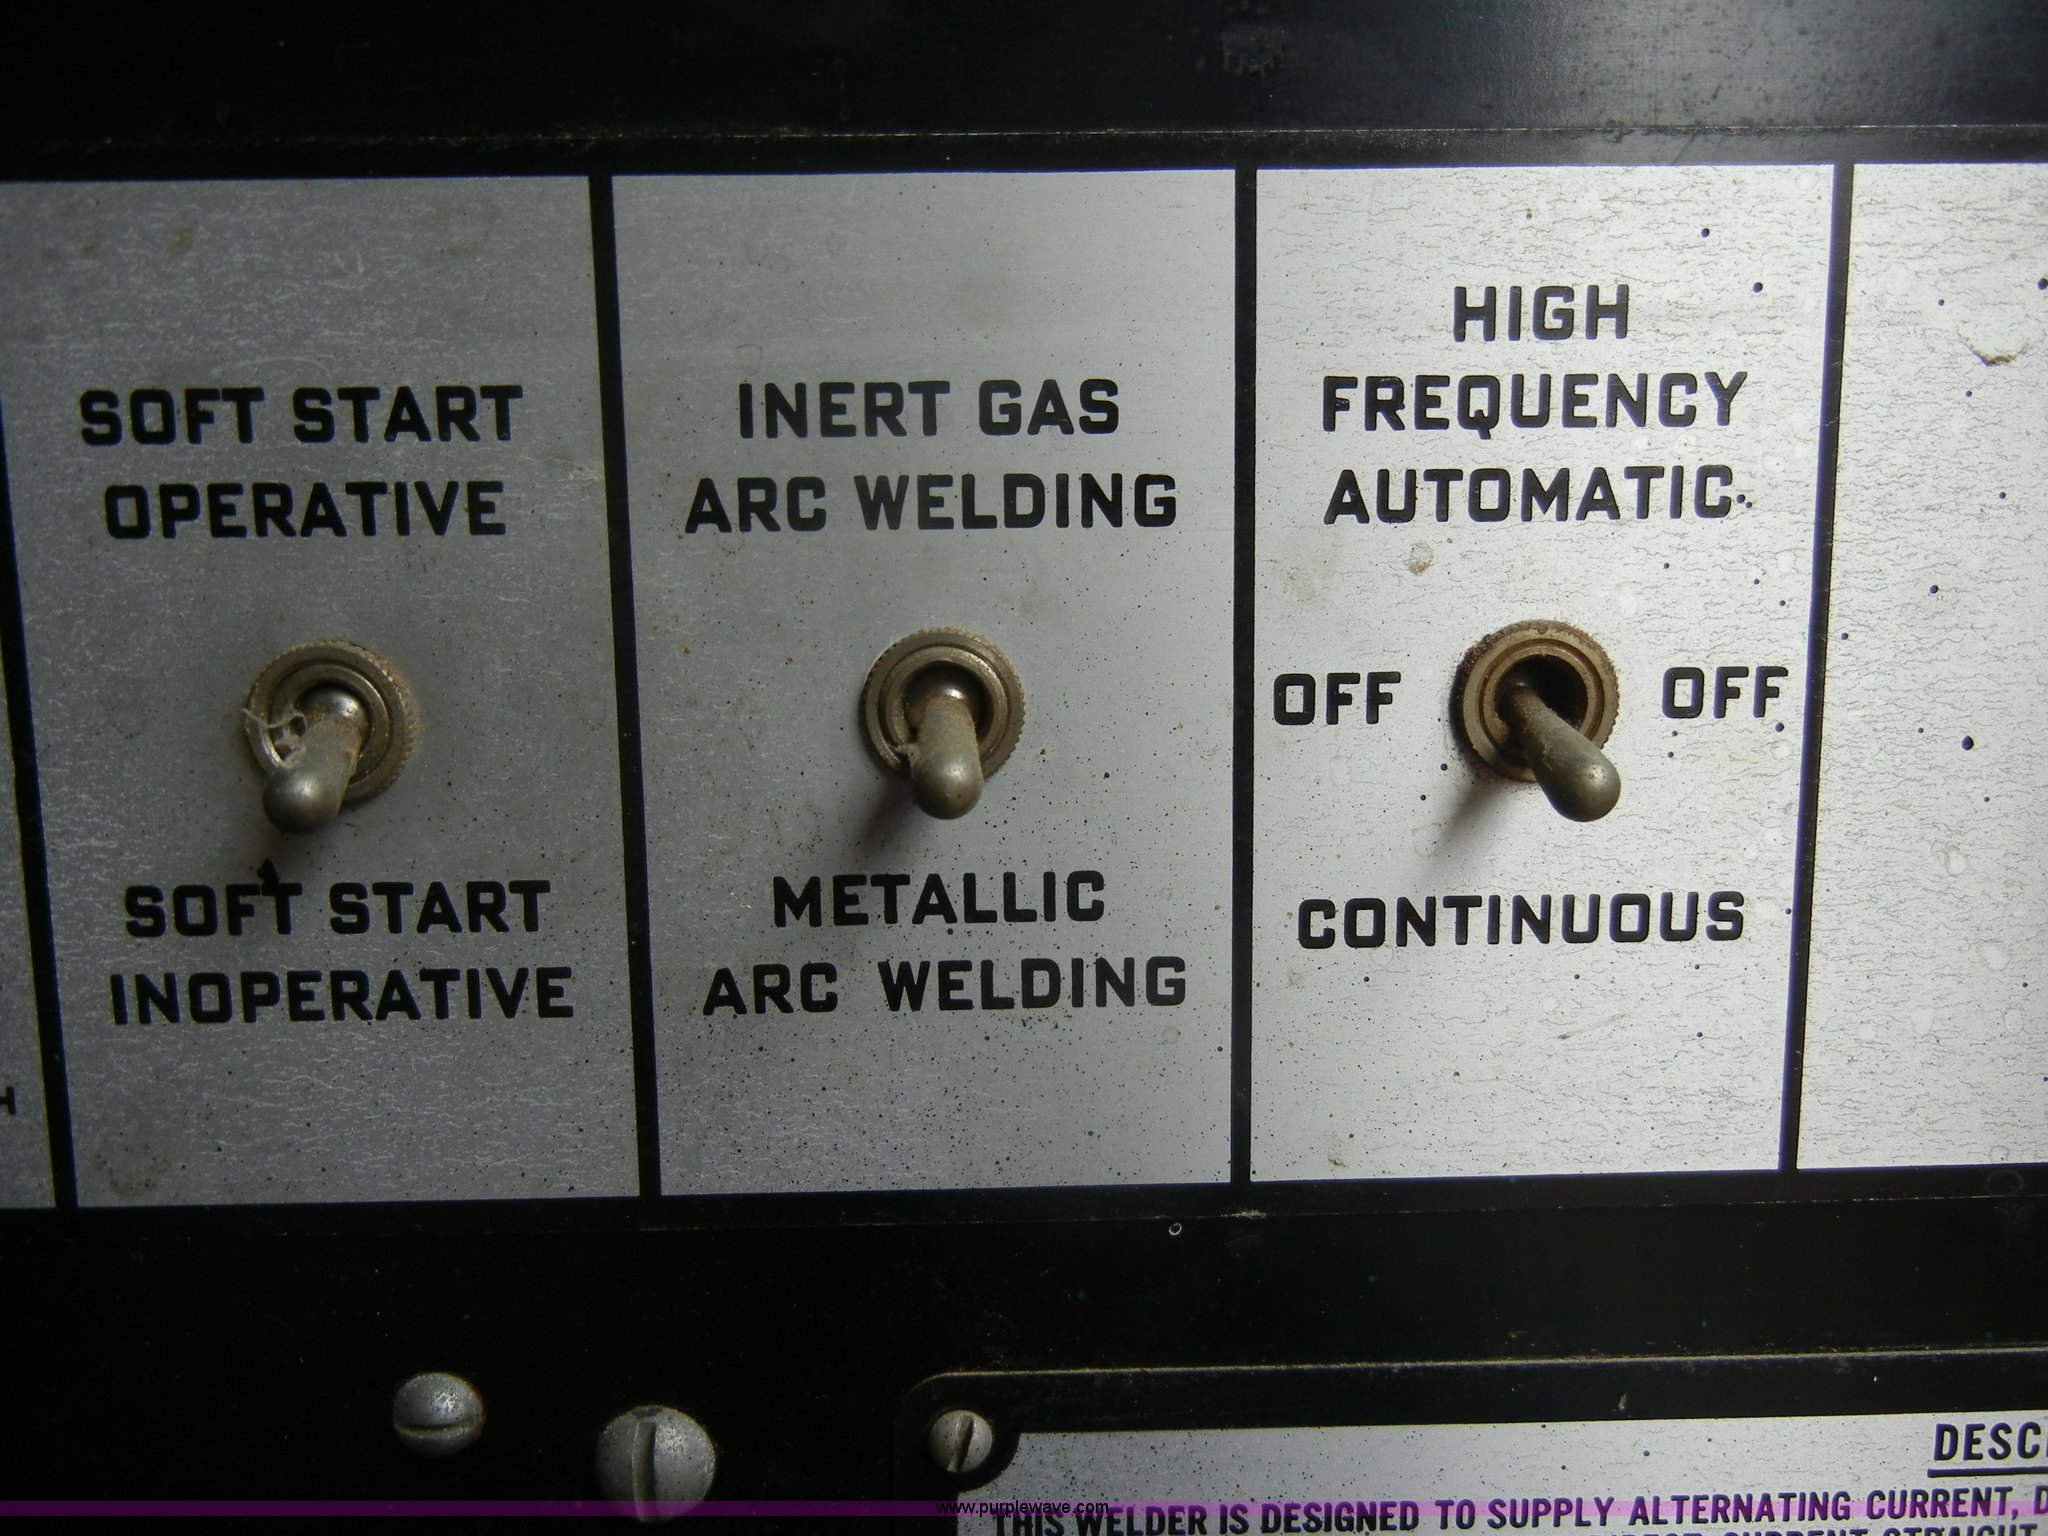 SOFT START
OPERATIVE
SOFT START
INOPERATIVE
INERT GAS
ARC WELDING
METALLIC
ARC WELDING
HIGH
FREQUENCY
AUTOMATIC
OFF OFF
CONTINUOUS
H
DESC
THIS WELDER IS DESIGNED TO SUPPLY ALTERNATING CURRENT, D
www.purplewave.com